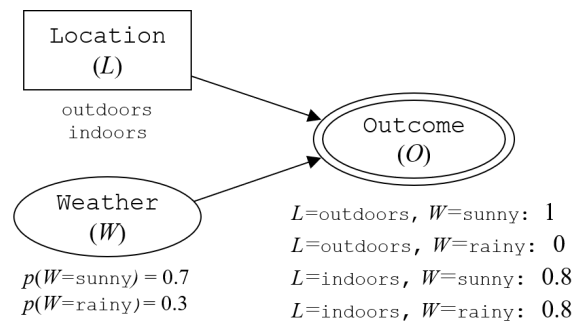 Location
(L)
outdoors
indoors
Weather
(W)
p(W=sunny) = 0.7
p(W=rainy) = 0.3
Outcome
(O)
L=outdoors, W=sunny: 1
L=outdoors, W=rainy: 0
L=indoors, W=sunny: 0.8
L=indoors, W=rainy: 0.8